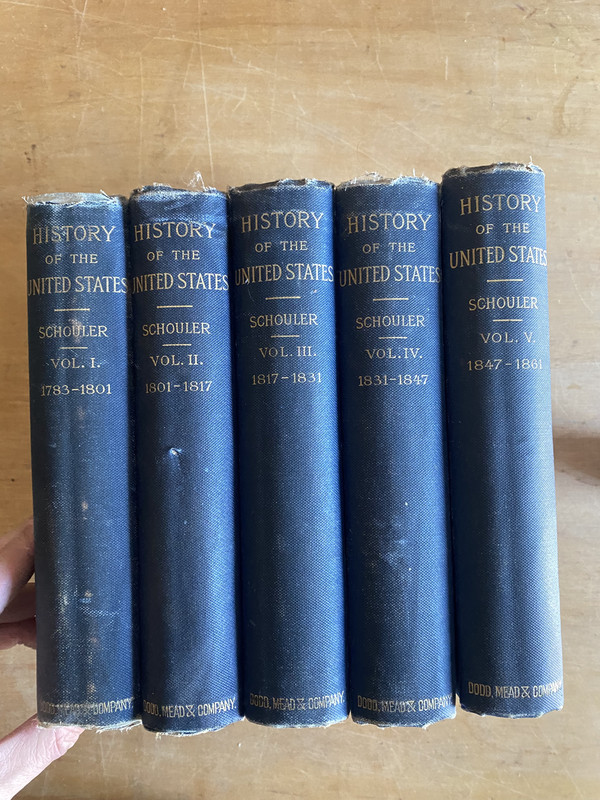 HISTORY
OF THE
UNITED STATES
SCHOULER
VOL. I.
1783-1801
DODD, MEAD & COMPANY.
HISTORY
OF THE
UNITED STATES
SCHOULER
VOL. II.
1801-1817
DODD, MEAD & COMPANY.
HISTORY
OF THE
UNITED STATES
SCHOULER
VOL. III.
1817-1831
DODD, MEAD & COMPANY.
HISTORY
OF THE
UNITED STATES
SCHOULER
VOL. IV.
1831-1847
DODD, MEAD & COMPANY.
HISTORY
OF THE
UNITED STATES
SCHOULER
VOL. V.
1847-1861
DODD, MEAD & COMPANY.